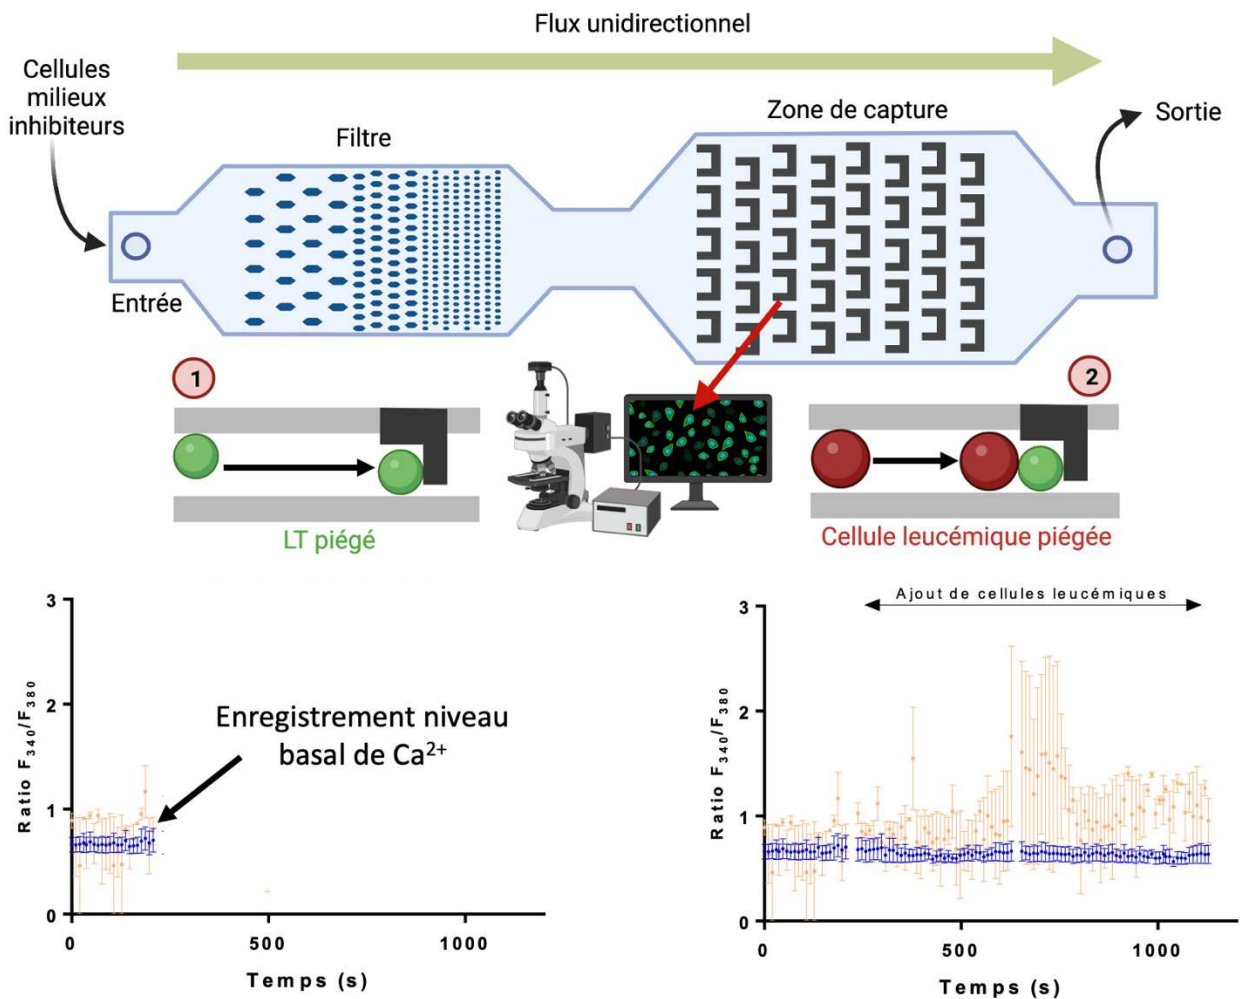 Flux unidirectionnel
Cellules
milieux
inhibiteurs
Filtre
Zone de capture
Sortie
Entrée
1
2
LT piégé
Cellule leucémique piégée
3
2
1
0
Ratio F340/F380
Enregistrement niveau
basal de Ca2+
0
500
1000
Temps (s)
Ajout de cellules leucémiques
3
2
1
0
Ratio F340/F380
0
500
1000
Temps (s)